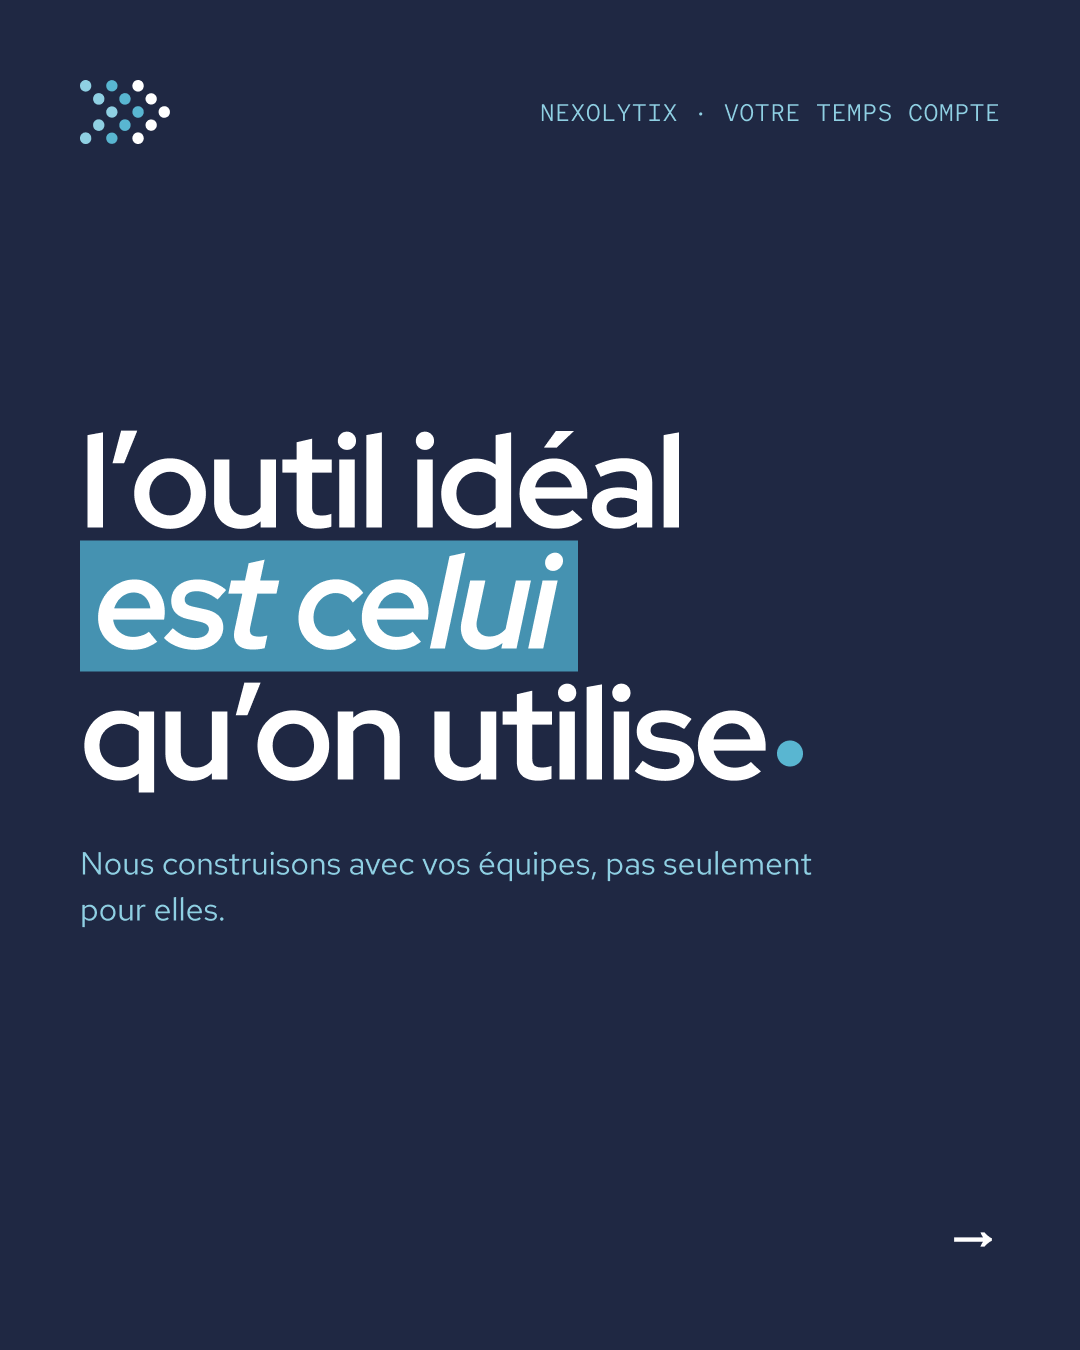 NEXOLYTIX · VOTRE TEMPS COMPTE
l’outil idéal
est celui
qu’on utilise.
Nous construisons avec vos équipes, pas seulement
pour elles.
→